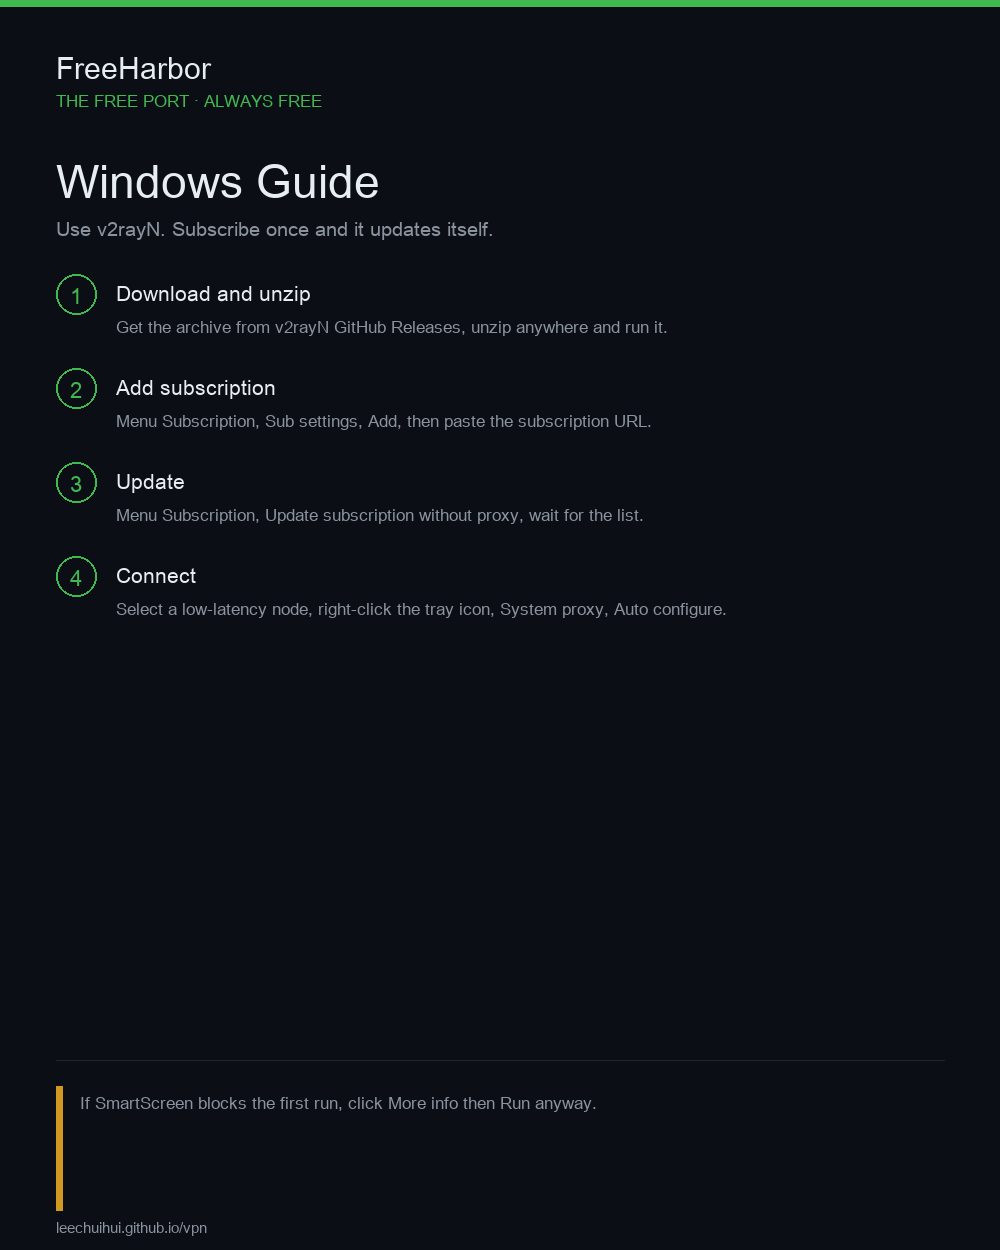 FreeHarbor
THE FREE PORT · ALWAYS FREE
Windows Guide
Use v2rayN. Subscribe once and it updates itself.
1 Download and unzip
Get the archive from v2rayN GitHub Releases, unzip anywhere and run it.
2 Add subscription
Menu Subscription, Sub settings, Add, then paste the subscription URL.
3 Update
Menu Subscription, Update subscription without proxy, wait for the list.
4 Connect
Select a low-latency node, right-click the tray icon, System proxy, Auto configure.
If SmartScreen blocks the first run, click More info then Run anyway.
leechuihui.github.io/vpn